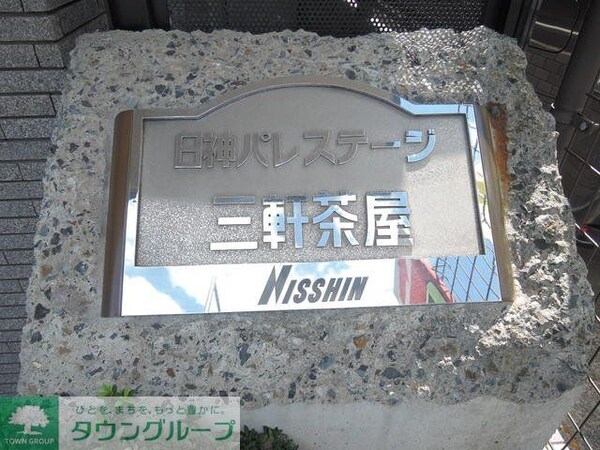 日神パレステージ
三軒茶屋
NISSHIN
ひとを、まちを、もっと豊かに。
タウングループ
TOWN GROUP